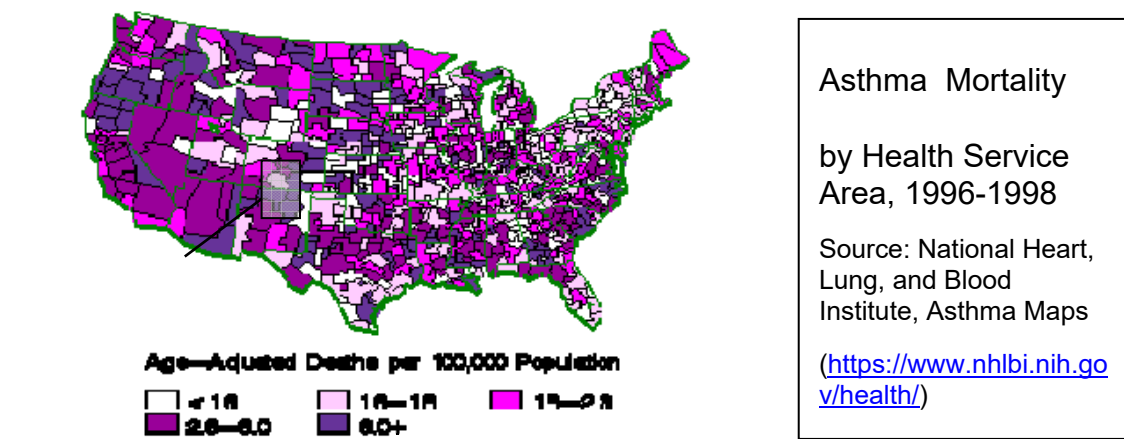 Asthma Mortality
by Health Service
Area, 1996-1998
Source: National Heart,
Lung, and Blood
Institute, Asthma Maps
(https://www.nhlbi.nih.go
v/health/)
Age—Adjusted Deaths per 100,000 Population